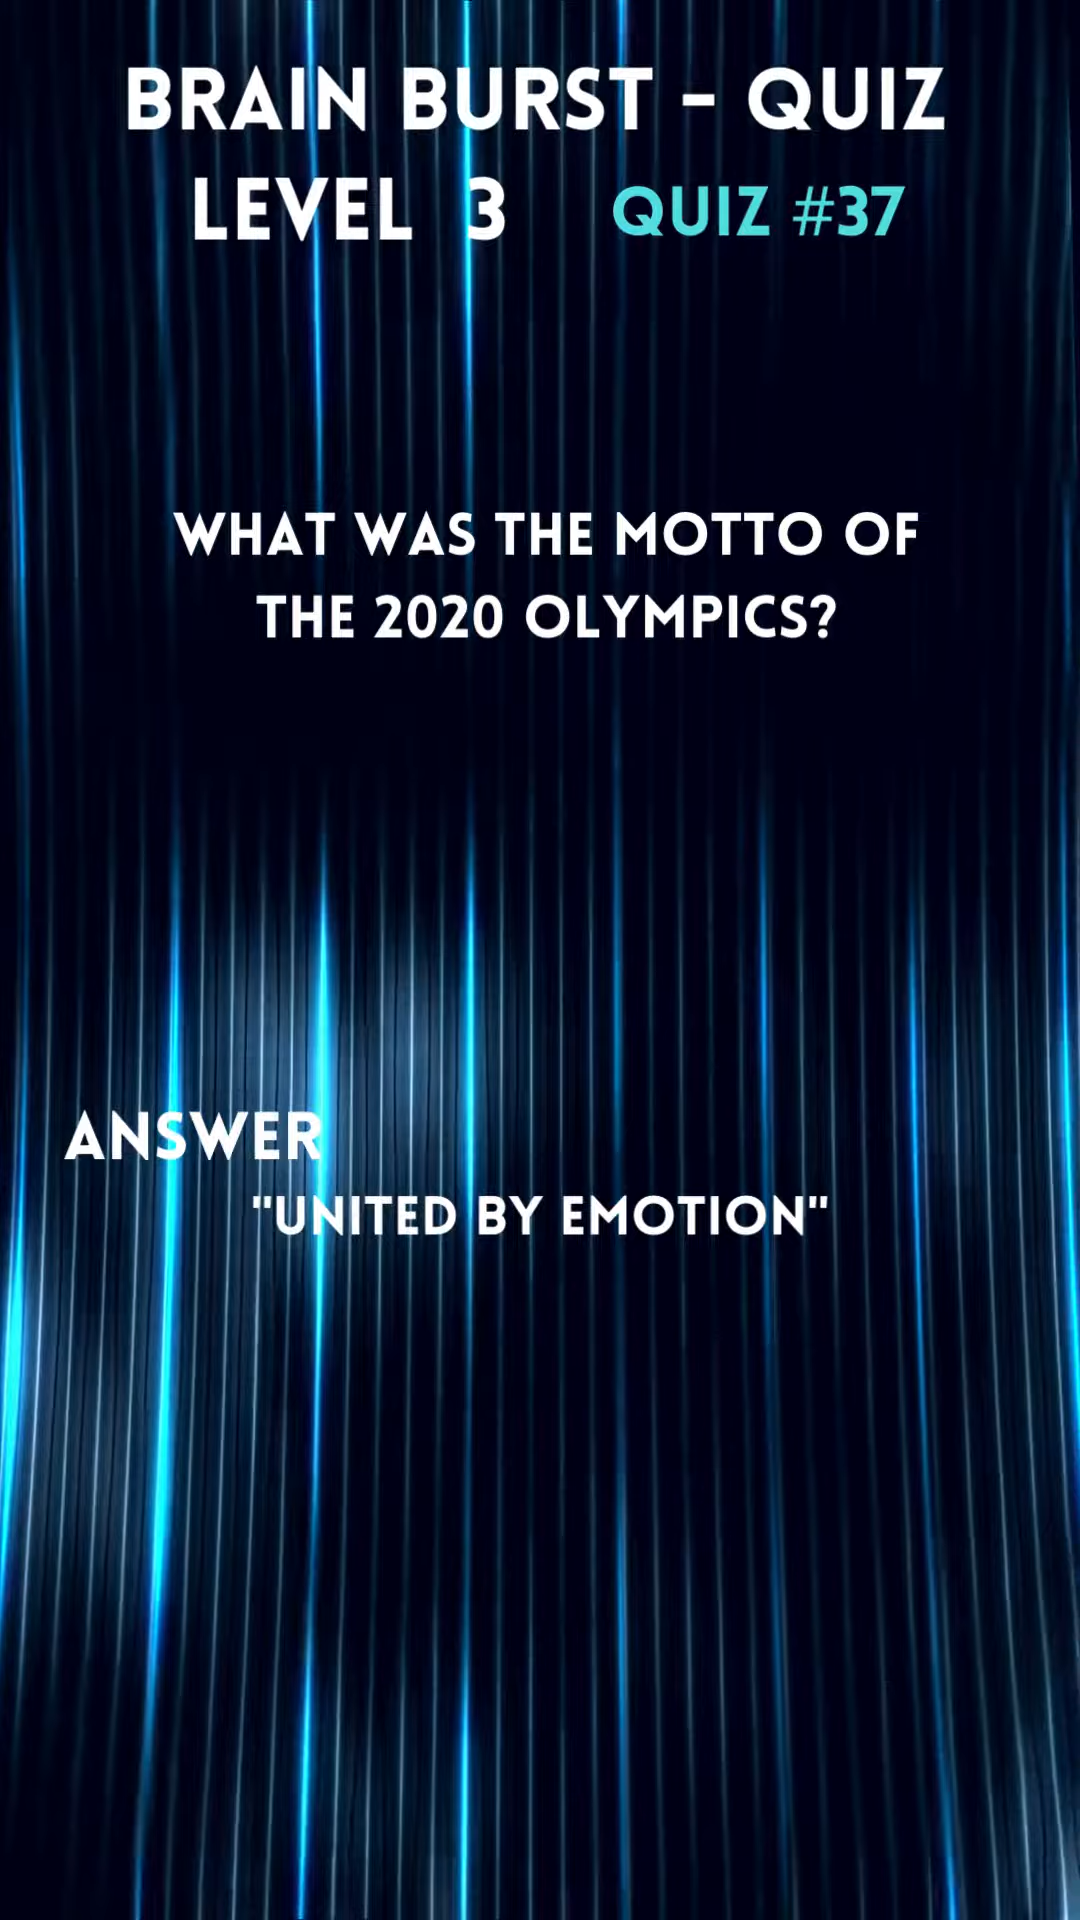 BRAIN BURST - QUIZ
LEVEL 3 QUIZ #37
WHAT WAS THE MOTTO OF
THE 2020 OLYMPICS?
ANSWER
"UNITED BY EMOTION"